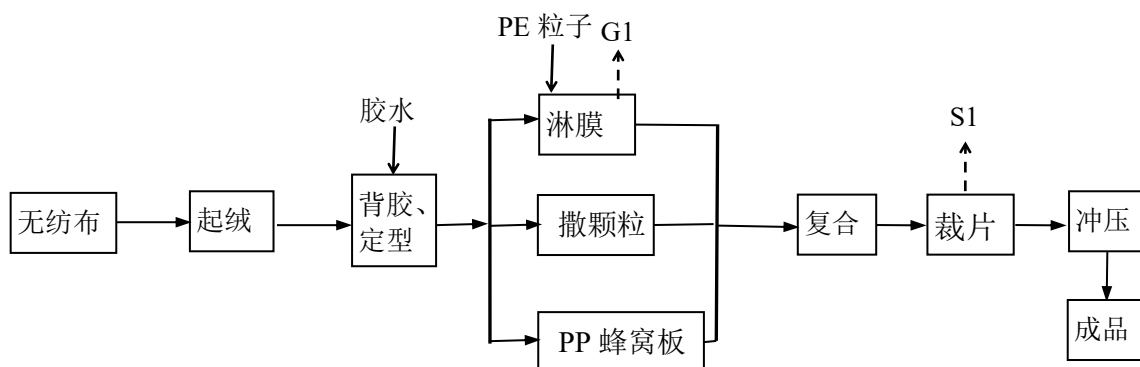 PE 粒子
G1
胶水
淋膜
S1
无纺布
起绒
背胶、
定型
撒颗粒
复合
裁片
冲压
PP 蜂窝板
成品